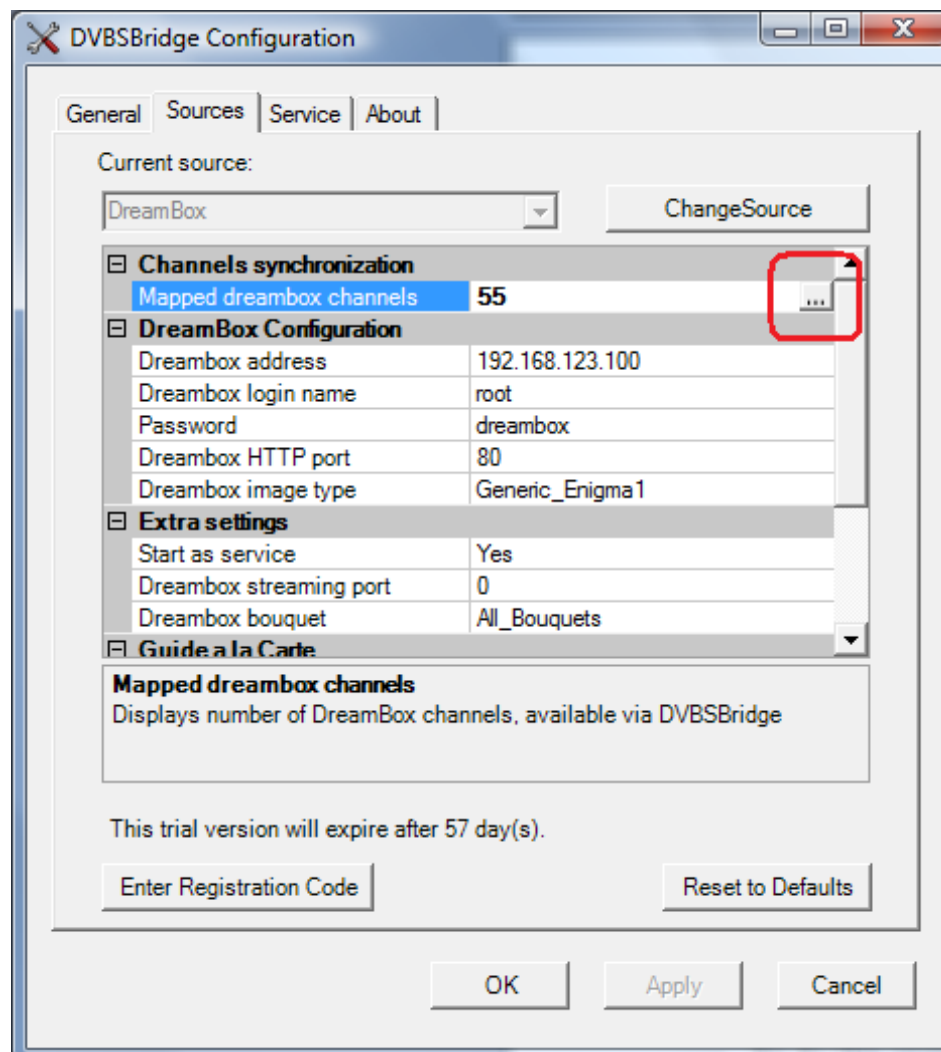 DVBSBridge Configuration
General Sources Service About
Current source:
DreamBox ChangeSource
Channels synchronization
Mapped dreambox channels 55 ...
DreamBox Configuration
Dreambox address 192.168.123.100
Dreambox login name root
Password dreambox
Dreambox HTTP port 80
Dreambox image type Generic_Enigma1
Extra settings
Start as service Yes
Dreambox streaming port 0
Dreambox bouquet All_Bouquets
Guide a la Carte
Mapped dreambox channels
Displays number of DreamBox channels, available via DVBSBridge
This trial version will expire after 57 day(s).
Enter Registration Code Reset to Defaults
OK Apply Cancel